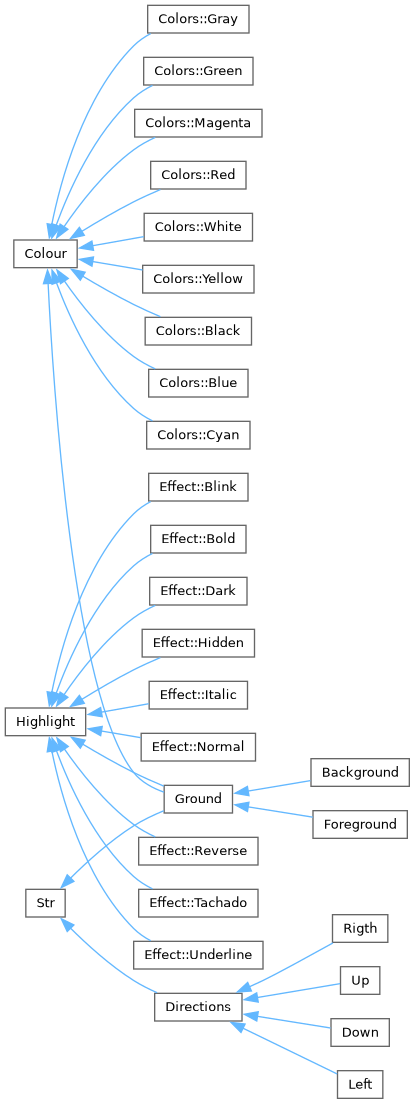 Colors::Gray
Colors::Green
Colors::Magenta
Colors::Red
Colors::White
Colour
Colors::Yellow
Colors::Black
Colors::Blue
Colors::Cyan
Effect::Blink
Effect::Bold
Effect::Dark
Effect::Hidden
Effect::Italic
Highlight
Effect::Normal
Background
Ground
Foreground
Effect::Reverse
Str
Effect::Tachado
Rigth
Effect::Underline
Up
Directions
Down
Left